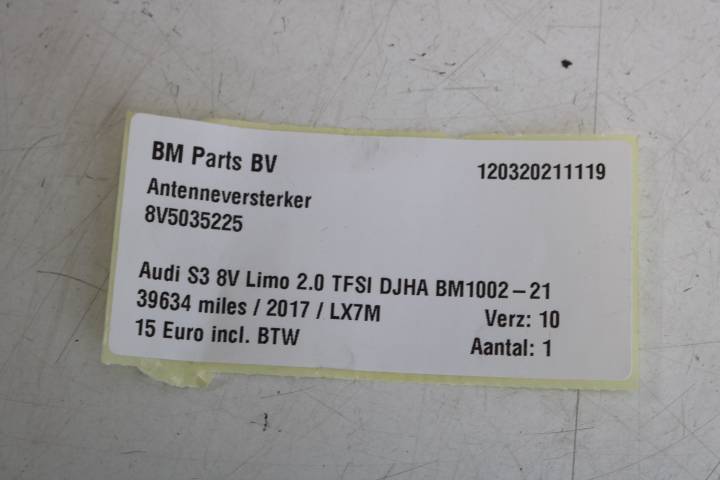 BM Parts BV 120320211119
Antenneversterker
8V5035225
Audi S3 8V Limo 2.0 TFSI DJHA BM1002-21
39634 miles / 2017 / LX7M Verz: 10
15 Euro incl. BTW Aantal: 1